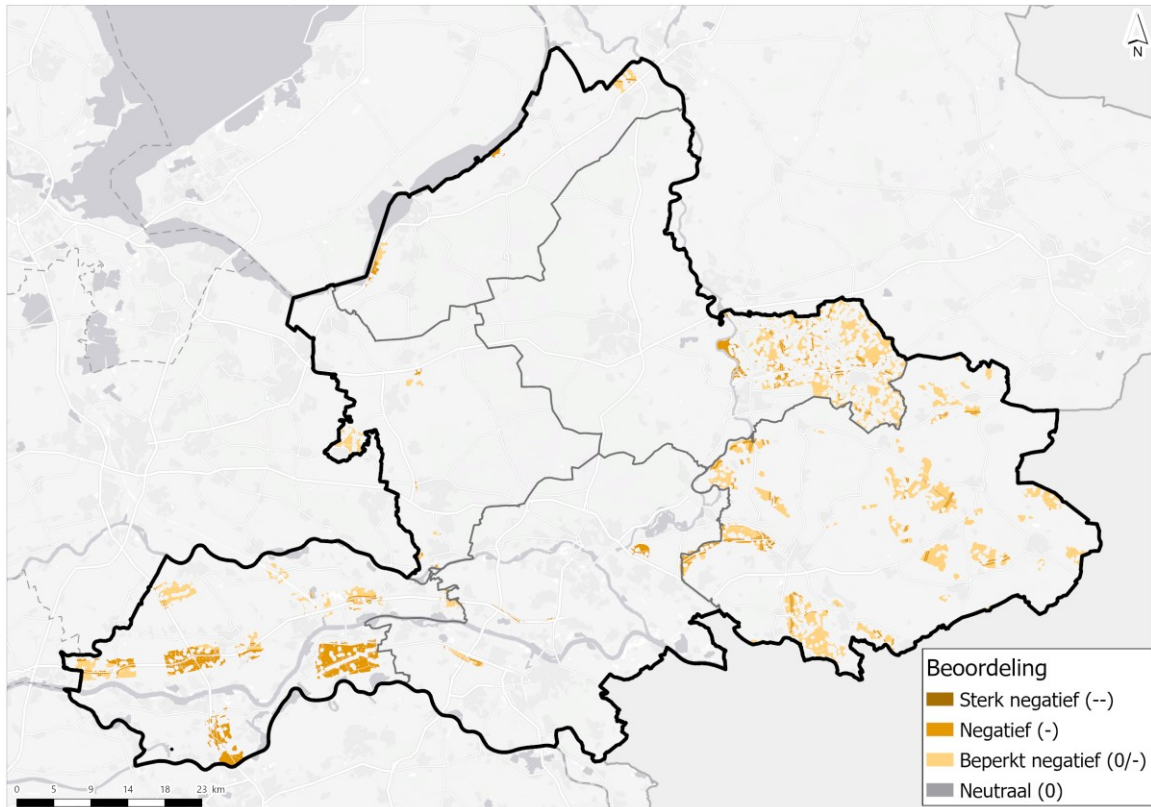 N
Beoordeling
Sterk negatief (--)
Negatief (-)
Beperkt negatief (0/-)
Neutraal (0)
0 5 9 14 18 23 km